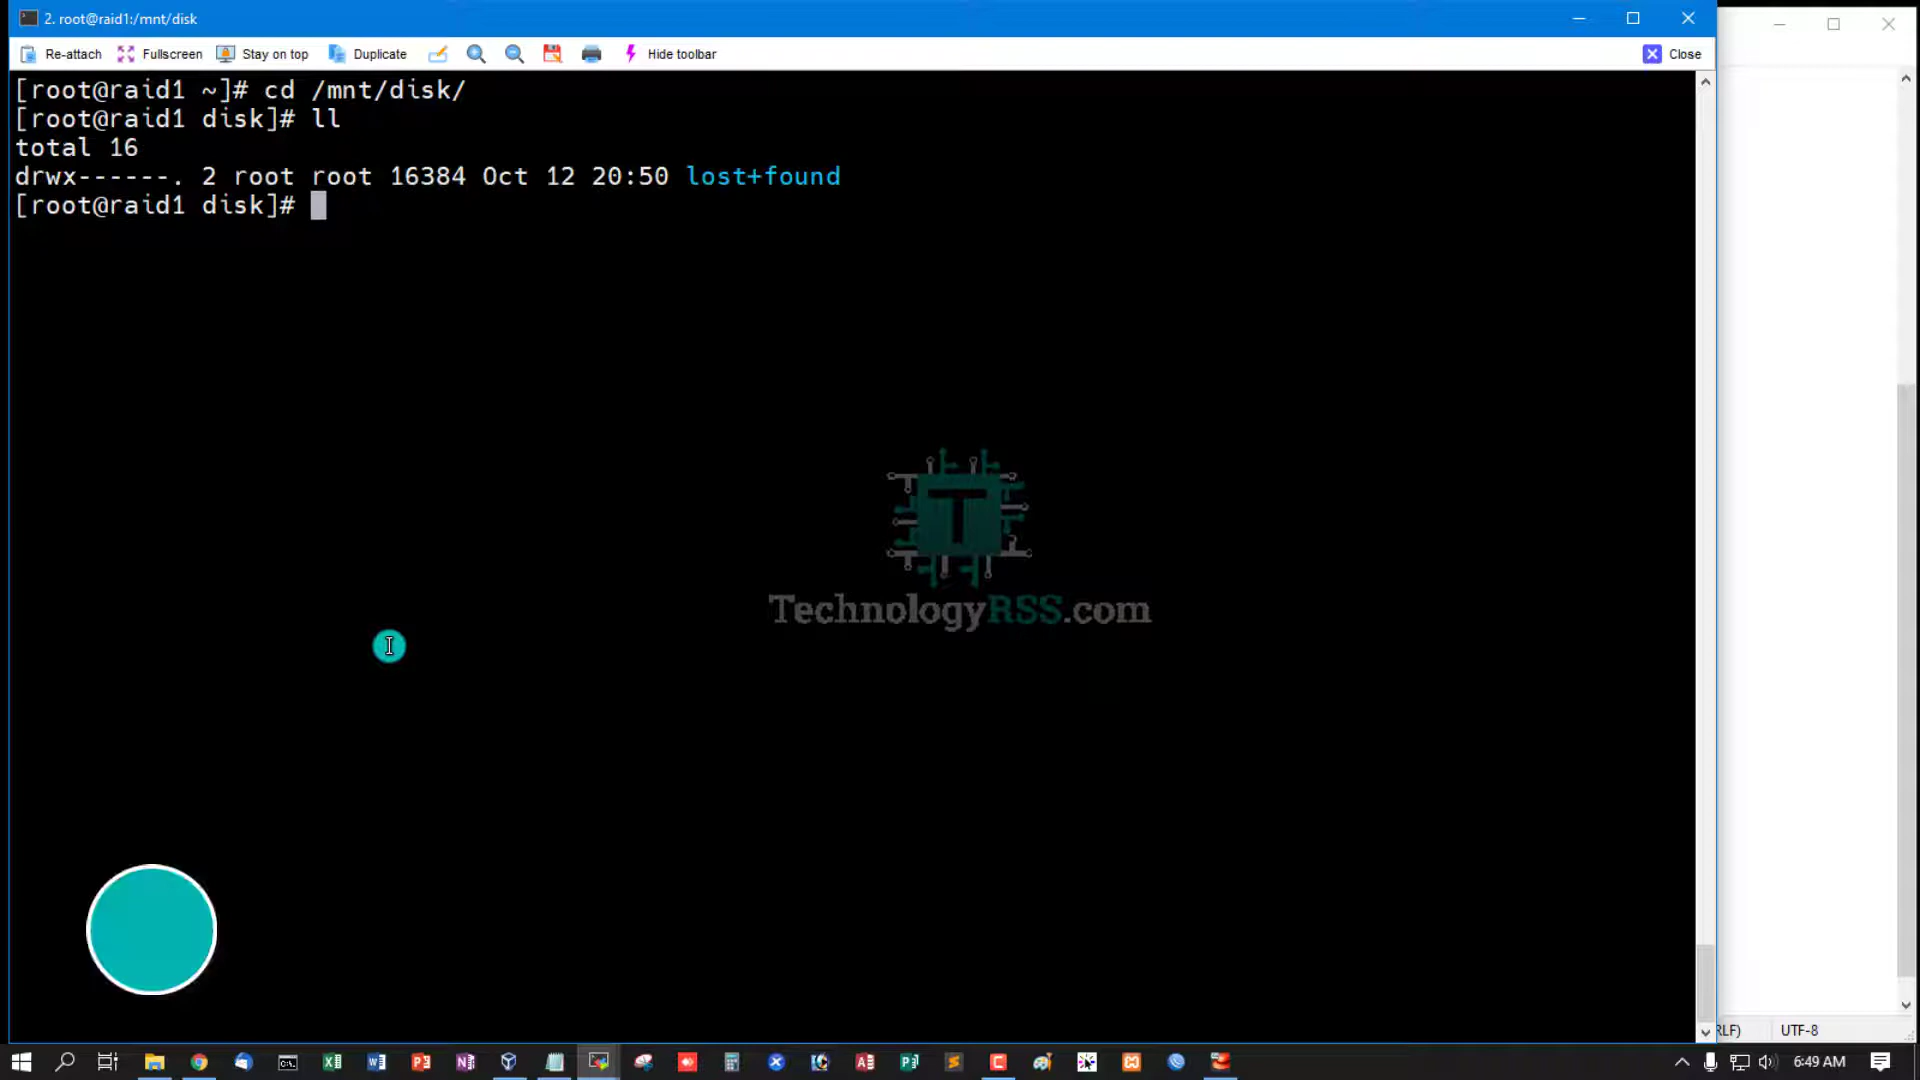 2. root@raid1:/mnt/disk
Re-attach Fullscreen Stay on top Duplicate Hide toolbar Close
[root@raid1 ~]# cd /mnt/disk/
[root@raid1 disk]# ll
total 16
drwx------. 2 root root 16384 Oct 12 20:50 lost+found
[root@raid1 disk]#
TechnologyRSS.com
RLF) UTF-8
6:49 AM